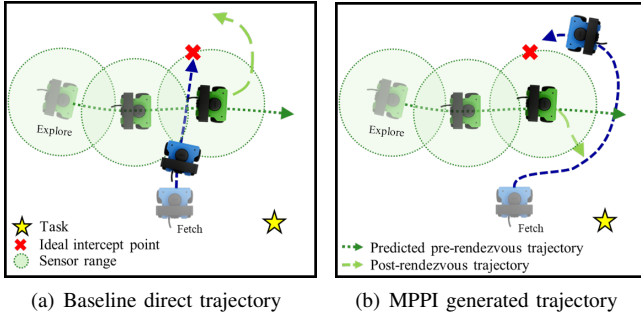 Explore
Fetch
Task
Ideal intercept point
Sensor range
(a) Baseline direct trajectory
Explore
Fetch
Predicted pre-rendezvous trajectory
Post-rendezvous trajectory
(b) MPPI generated trajectory